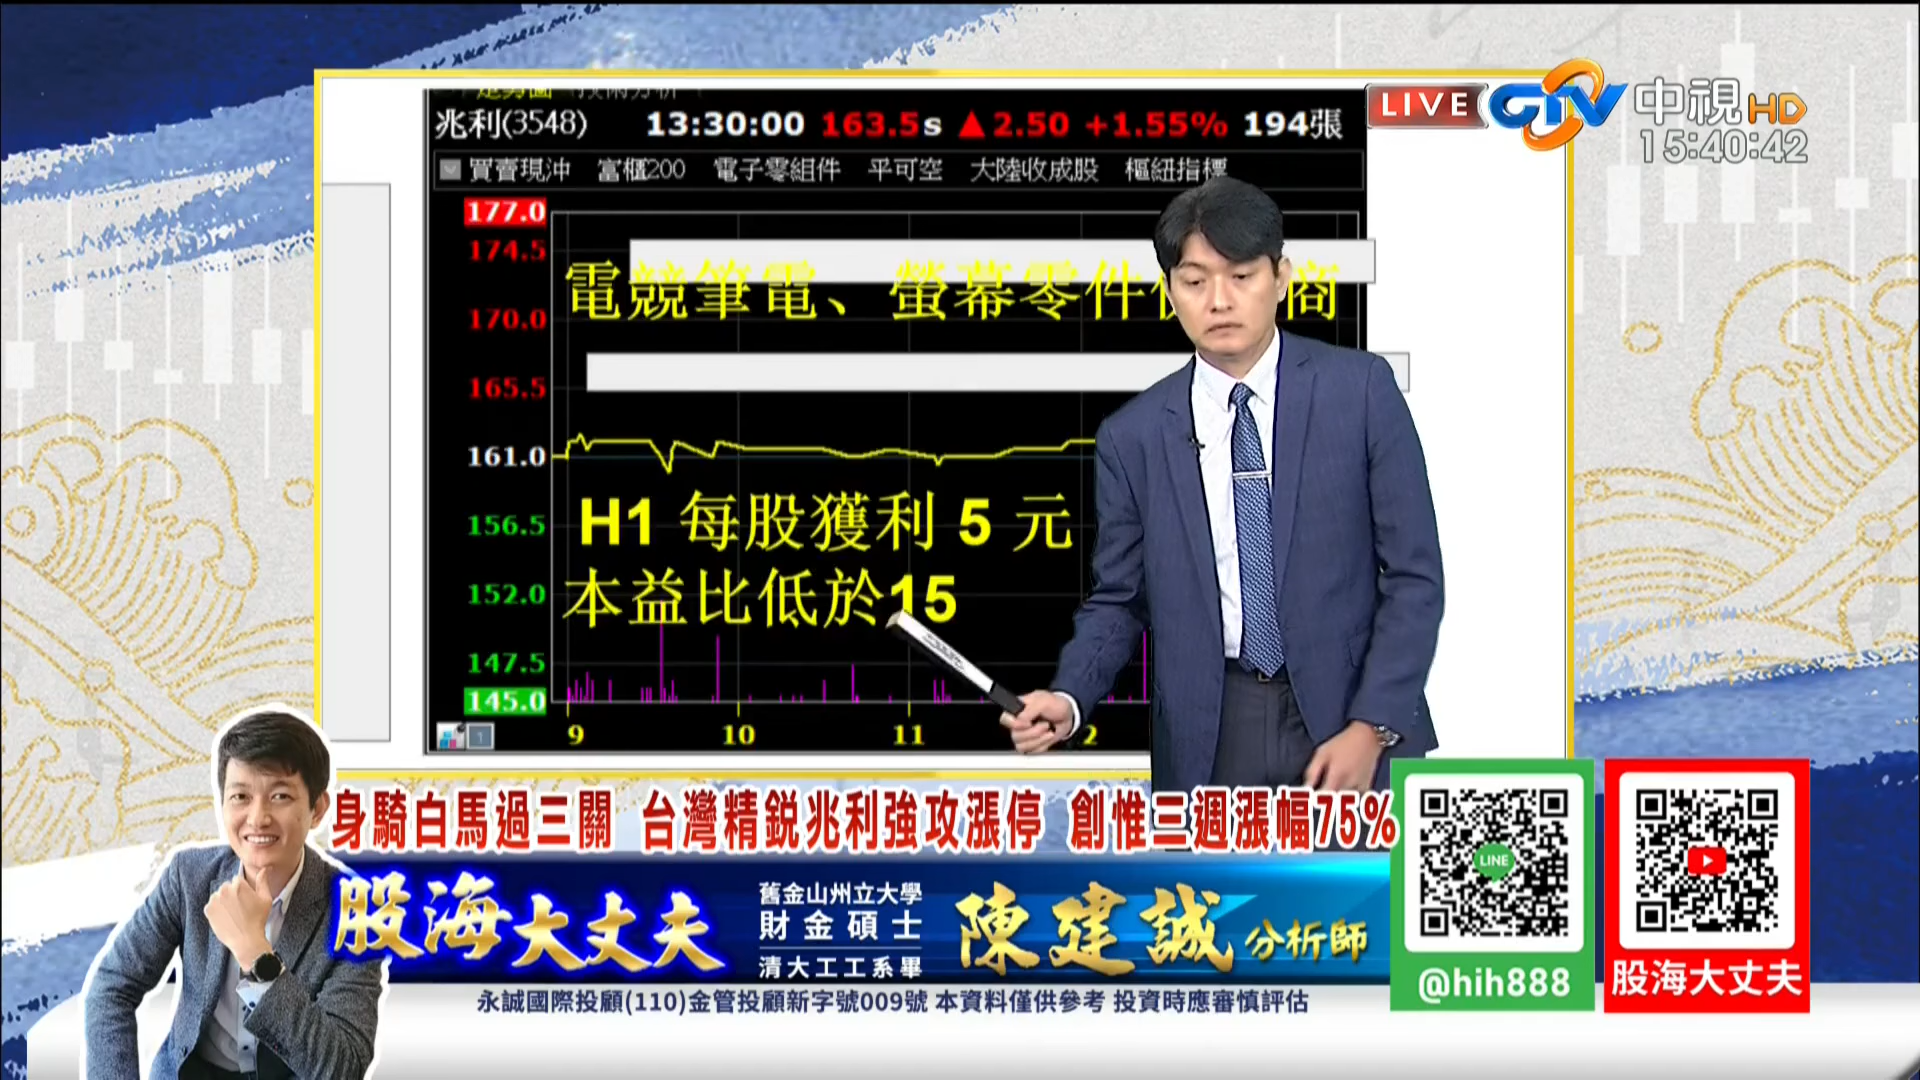 LIVE CTV 中視HD
15:40:42
兆利(3548) 13:30:00 163.5s ▲2.50 +1.55% 194張
買賣現沖 富櫃200 電子零組件 平可空 大陸收成股 樞紐指標
177.0
174.5
電競筆電、螢幕零件 商
170.0
165.5
161.0
H1 每股獲利 5 元
156.5
本益比低於15
152.0
147.5
145.0
1
9 10 11 2
身騎白馬過三關 台灣精銳兆利強攻漲停 創惟三週漲幅75%
股海大丈夫
舊金山州立大學
財金碩士
清大工工系畢
陳建誠 分析師
LINE
@hih888
股海大丈夫
永誠國際投顧(110)金管投顧新字號009號 本資料僅供參考 投資時應審慎評估